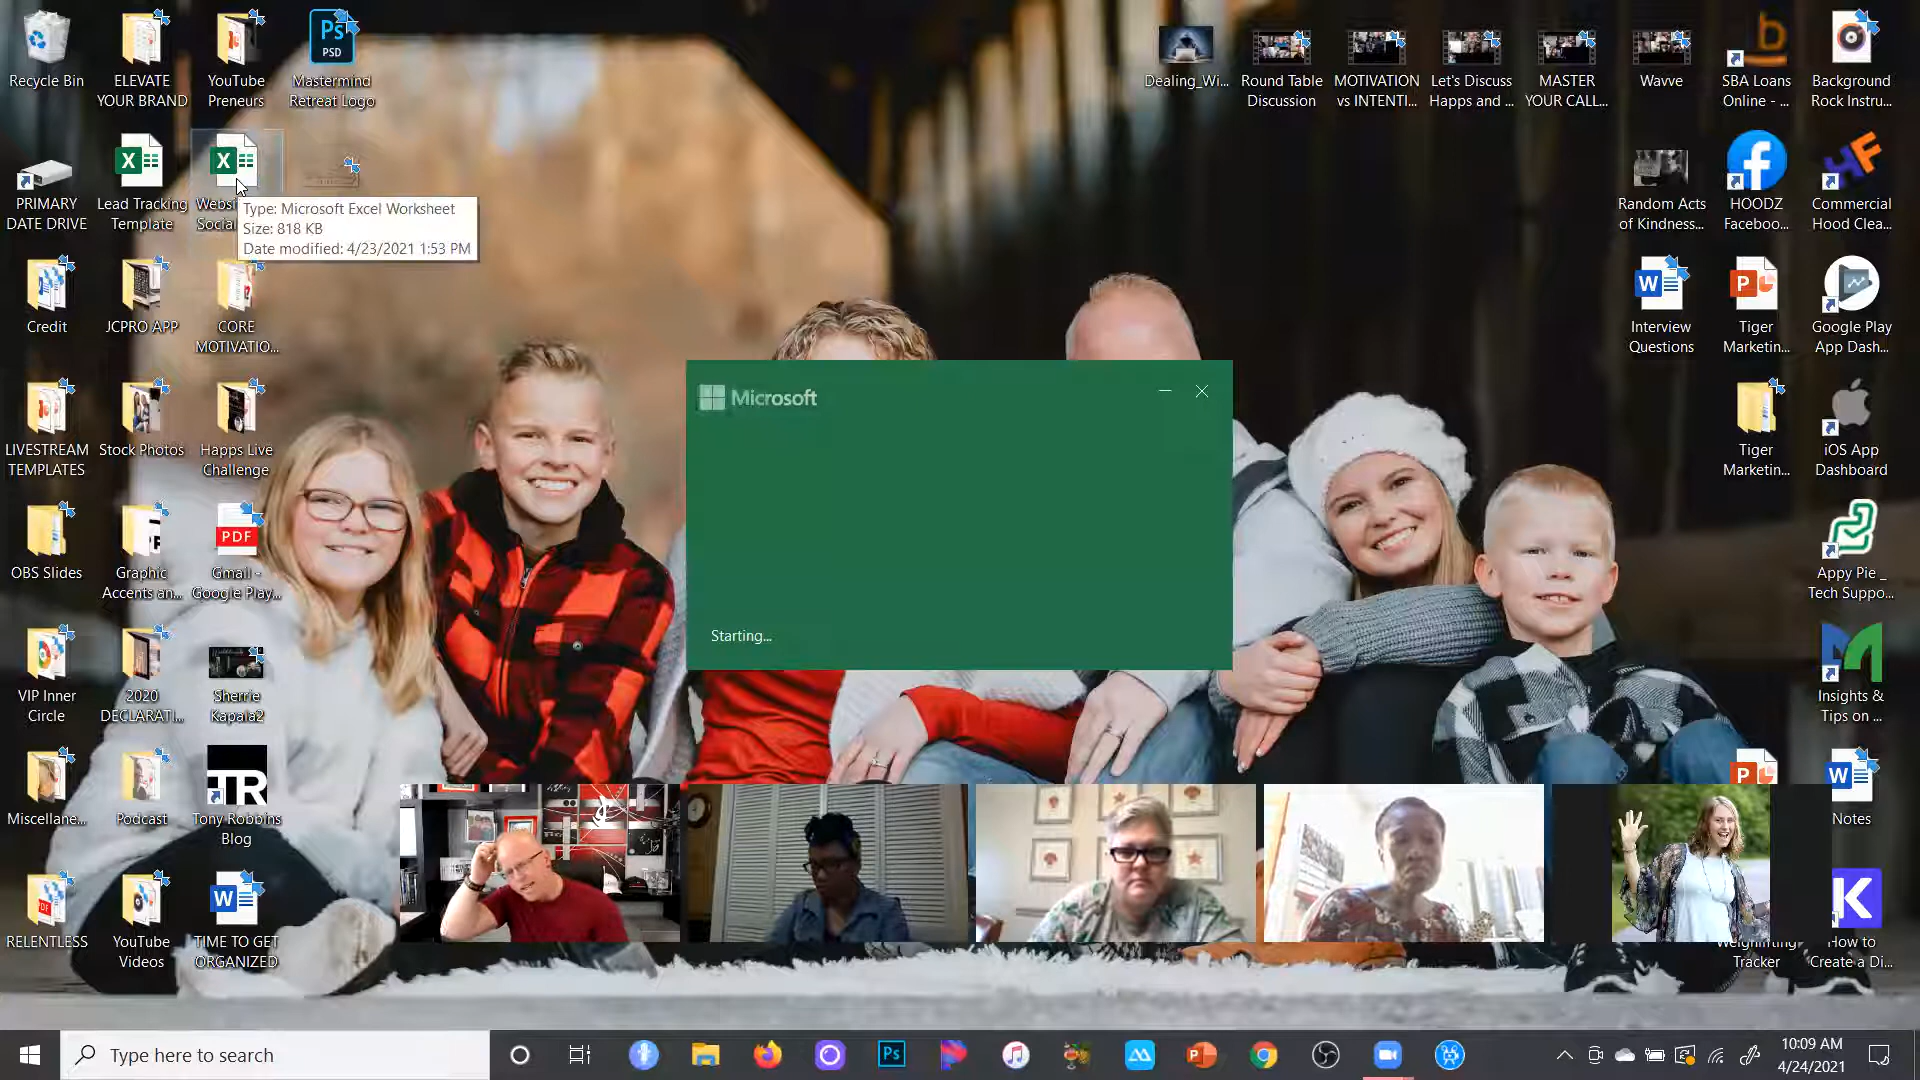 Recycle Bin
ELEVATE
YOUR BRAND
YouTube
Preneurs
Ps
PSD
Mastermind
Retreat Logo
Dealing_Wi...
Round Table
Discussion
MOTIVATION
vs INTENTI...
Let's Discuss
Happs and ...
MASTER
YOUR CALL...
Wavve
SBA Loans
Online - ...
Background
Rock Instru...
PRIMARY
DATE DRIVE
Lead Tracking
Template
Type: Microsoft Excel Worksheet
Size: 818 KB
Date modified: 4/23/2021 1:53 PM
Random Acts
of Kindness...
HOODZ
Faceboo...
Commercial
Hood Clea...
Credit
JCPRO APP
CORE
MOTIVATIO...
Interview
Questions
Tiger
Marketin...
Google Play
App Dash...
Microsoft
Starting...
LIVESTREAM
TEMPLATES
Stock Photos
Happs Live
Challenge
Tiger
Marketin...
iOS App
Dashboard
OBS Slides
Graphic
Accents an...
PDF
Gmail -
Google Play...
Appy Pie _
Tech Suppo...
VIP Inner
Circle
2020
DECLARATI...
Sherrie
Kapala2
Insights &
Tips on ...
Miscellane...
Podcast
TR
Tony Robbins
Blog
Notes
RELENTLESS
YouTube
Videos
TIME TO GET
ORGANIZED
Weightlifting
Tracker
How to
Create a Di...
Type here to search
Ps
10:09 AM
4/24/2021